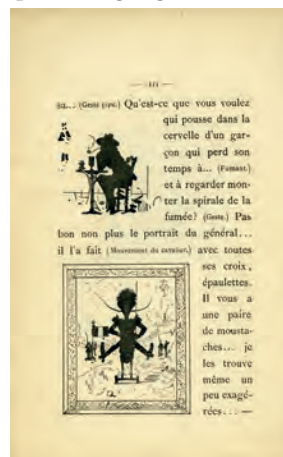 — III —
su... (Geste pipe.) Qu'est-ce que vous voulez
qui pousse dans la
cervelle d'un gar-
çon qui perd son
temps à... (Fumant.)
et à regarder mon-
ter la spirale de la
fumée? (Geste.) Pas
bon non plus le portrait du général...
il l'a fait (Mouvement du cavalier.) avec toutes
ses croix,
épaulettes.
Il vous a
une paire
de mousta-
ches... je
les trouve
même un
peu exagé-
rées... —